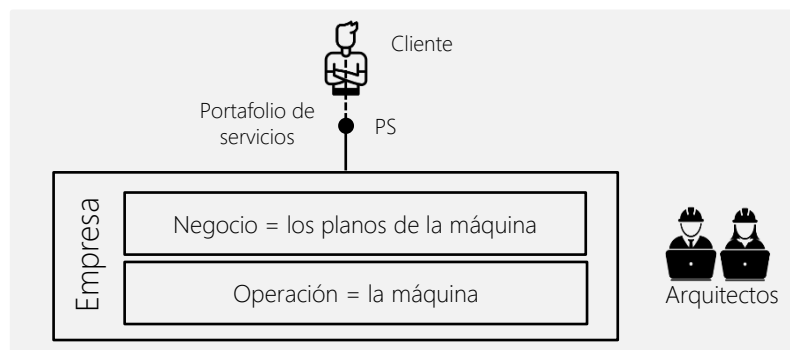 Cliente
Portafolio de
servicios
PS
Empresa
Negocio = los planos de la máquina
Operación = la máquina
Arquitectos